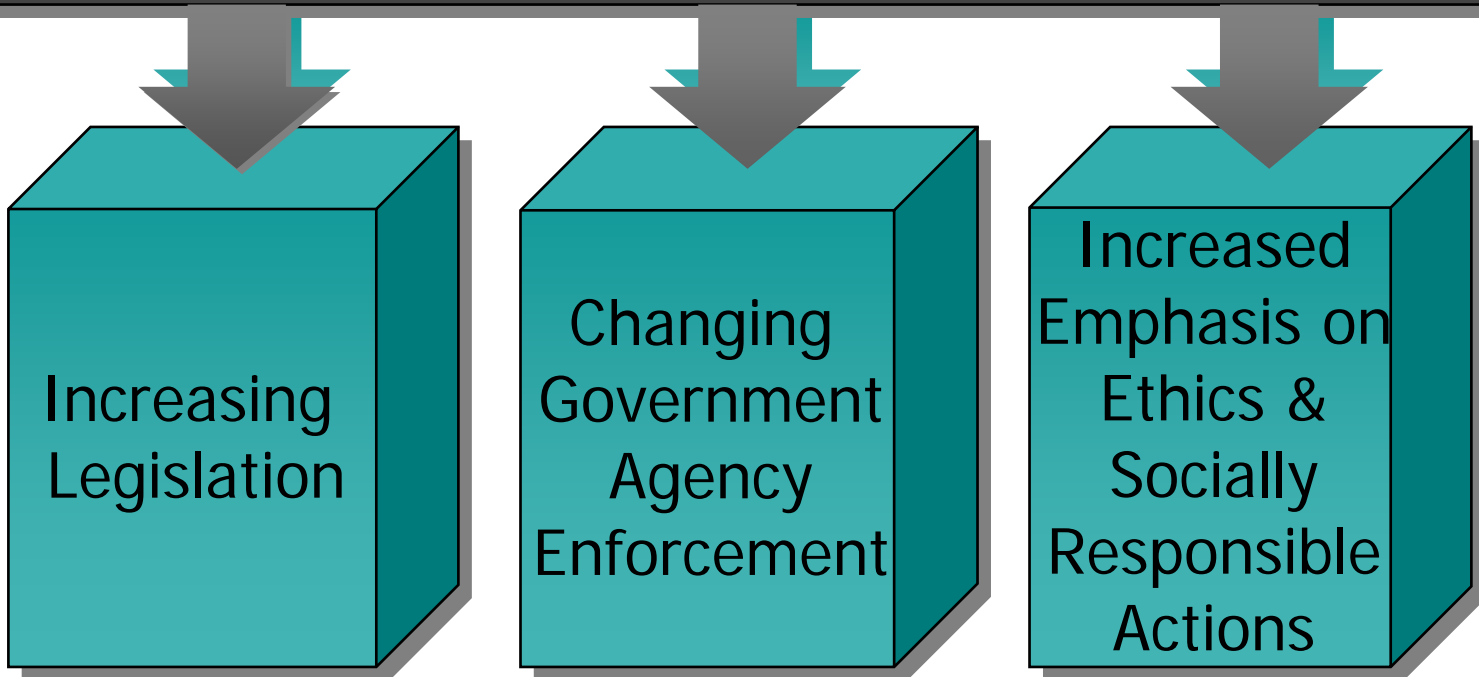 Increasing
Legislation
Changing
Government
Agency
Enforcement
Increased
Emphasis on
Ethics &
Socially
Responsible
Actions